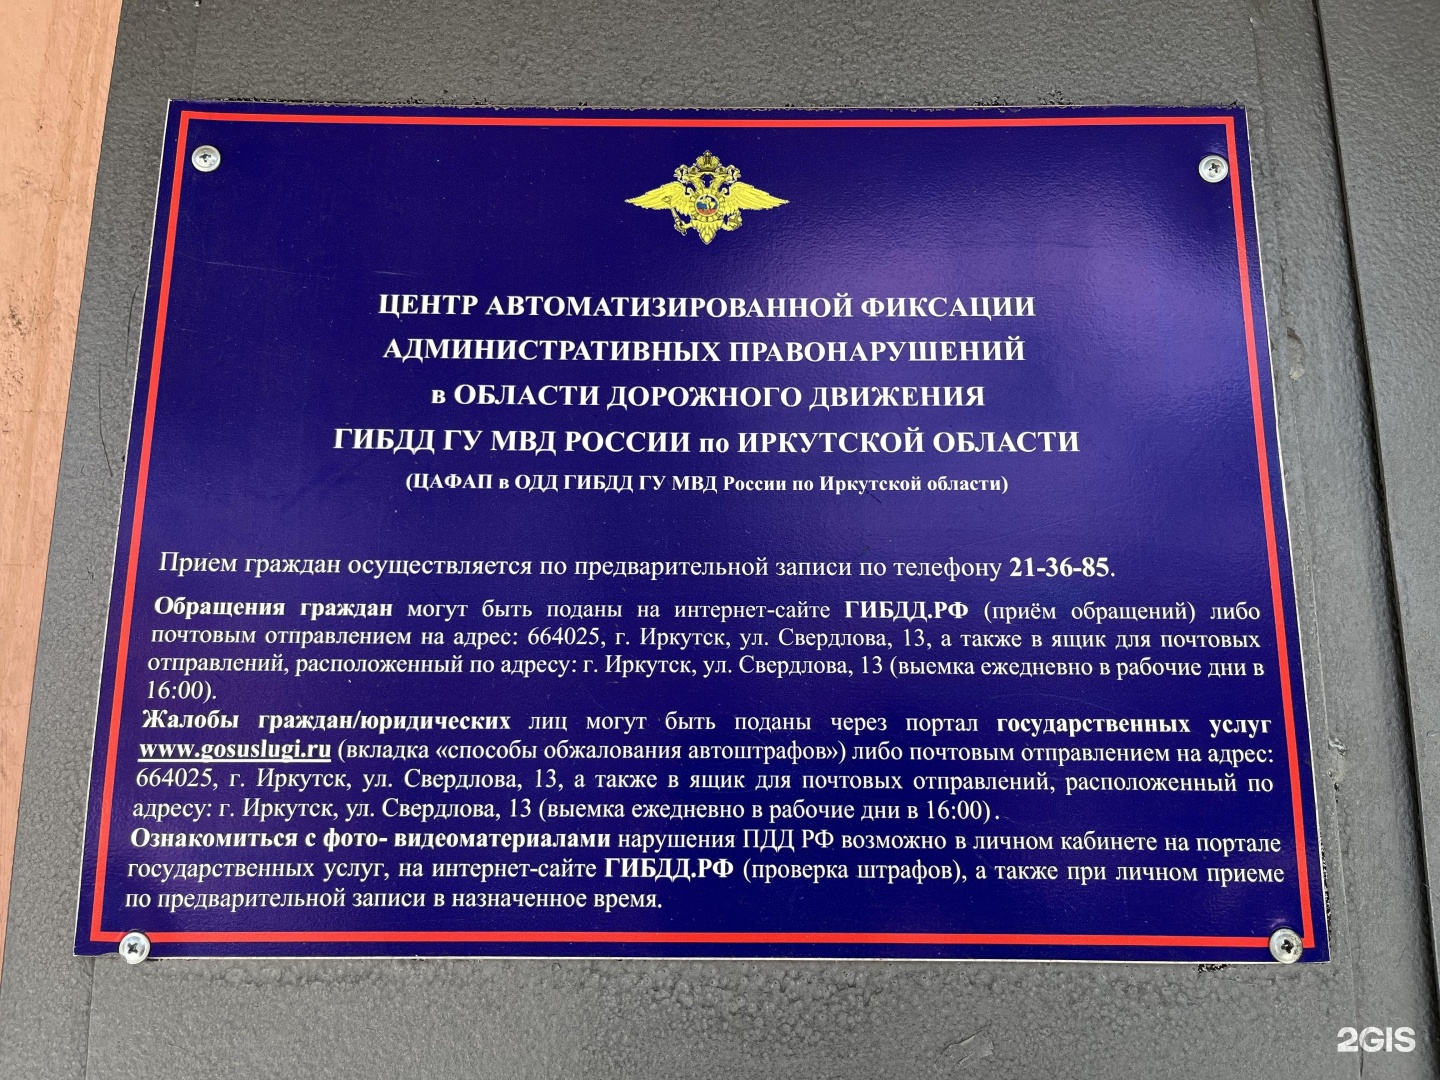 ЦЕНТР АВТОМАТИЗИРОВАННОЙ ФИКСАЦИИ
АДМИНИСТРАТИВНЫХ ПРАВОНАРУШЕНИЙ
в ОБЛАСТИ ДОРОЖНОГО ДВИЖЕНИЯ
ГИБДД ГУ МВД РОССИИ по ИРКУТСКОЙ ОБЛАСТИ
(ЦАФАП в ОДД ГИБДД ГУ МВД России по Иркутской области)
Прием граждан осуществляется по предварительной записи по телефону 21-36-85.
Обращения граждан могут быть поданы на интернет-сайте ГИБДД.РФ (приём обращений) либо
почтовым отправлением на адрес: 664025, г. Иркутск, ул. Свердлова, 13, а также в ящик для почтовых
отправлений, расположенный по адресу: г. Иркутск, ул. Свердлова, 13 (выемка ежедневно в рабочие дни в
16:00).
Жалобы граждан/юридических лиц могут быть поданы через портал государственных услуг
www.gosuslugi.ru (вкладка «способы обжалования автоштрафов») либо почтовым отправлением на адрес:
664025, г. Иркутск, ул. Свердлова, 13, а также в ящик для почтовых отправлений, расположенный по
адресу: г. Иркутск, ул. Свердлова, 13 (выемка ежедневно в рабочие дни в 16:00).
Ознакомиться с фото- видеоматериалами нарушения ПДД РФ возможно в личном кабинете на портале
государственных услуг, на интернет-сайте ГИБДД.РФ (проверка штрафов), а также при личном приеме
по предварительной записи в назначенное время.
2GIS